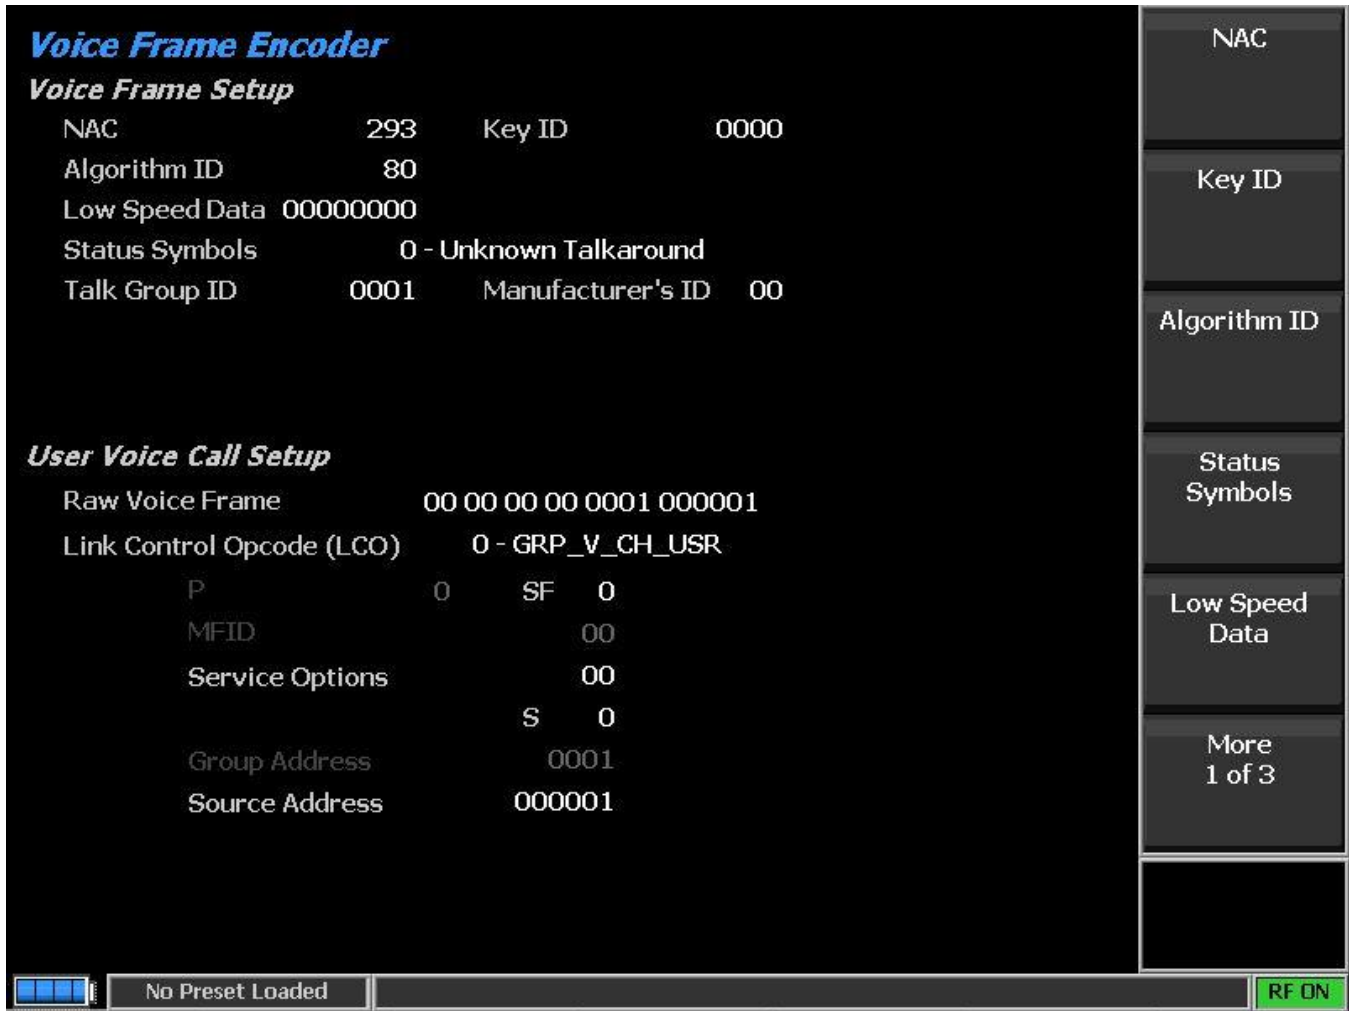 Voice Frame Encoder
Voice Frame Setup
NAC 293 Key ID 0000
Algorithm ID 80
Low Speed Data 00000000
Status Symbols 0 - Unknown Talkaround
Talk Group ID 0001 Manufacturer's ID 00
User Voice Call Setup
Raw Voice Frame 00 00 00 00 0001 000001
Link Control Opcode (LCO) 0 - GRP_V_CH_USR
P 0 SF 0
MFID 00
Service Options 00
S 0
Group Address 0001
Source Address 000001
NAC
Key ID
Algorithm ID
Status
Symbols
Low Speed
Data
More
1 of 3
No Preset Loaded
RF ON